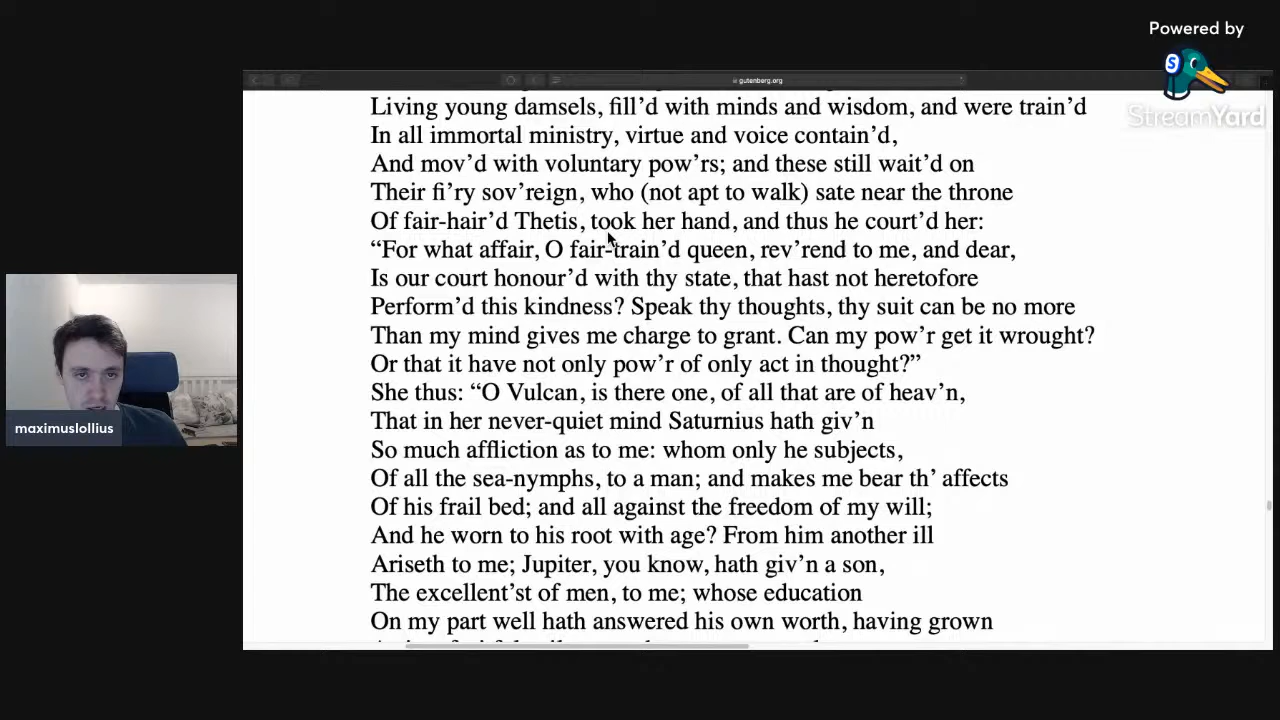 Powered by
S
StreamYard
gutenberg.org
Living young damsels, fill’d with minds and wisdom, and were train’d
In all immortal ministry, virtue and voice contain’d,
And mov’d with voluntary pow’rs; and these still wait’d on
Their fi’ry sov’reign, who (not apt to walk) sate near the throne
Of fair-hair’d Thetis, took her hand, and thus he court’d her:
“For what affair, O fair-train’d queen, rev’rend to me, and dear,
Is our court honour’d with thy state, that hast not heretofore
Perform’d this kindness? Speak thy thoughts, thy suit can be no more
Than my mind gives me charge to grant. Can my pow’r get it wrought?
Or that it have not only pow’r of only act in thought?”
She thus: “O Vulcan, is there one, of all that are of heav’n,
That in her never-quiet mind Saturnius hath giv’n
So much affliction as to me: whom only he subjects,
Of all the sea-nymphs, to a man; and makes me bear th’ affects
Of his frail bed; and all against the freedom of my will;
And he worn to his root with age? From him another ill
Ariseth to me; Jupiter, you know, hath giv’n a son,
The excellent’st of men, to me; whose education
On my part well hath answered his own worth, having grown
maximuslollius